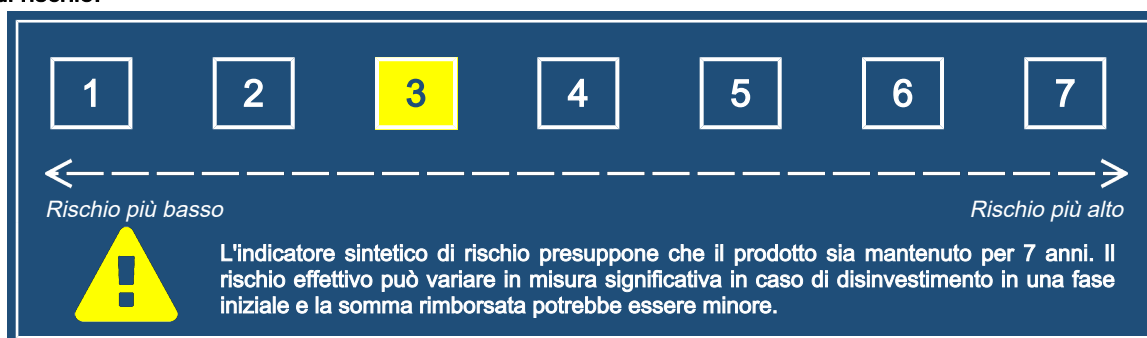 di rischio.
1 2 3 4 5 6 7
Rischio più basso Rischio più alto
L'indicatore sintetico di rischio presuppone che il prodotto sia mantenuto per 7 anni. Il
rischio effettivo può variare in misura significativa in caso di disinvestimento in una fase
iniziale e la somma rimborsata potrebbe essere minore.